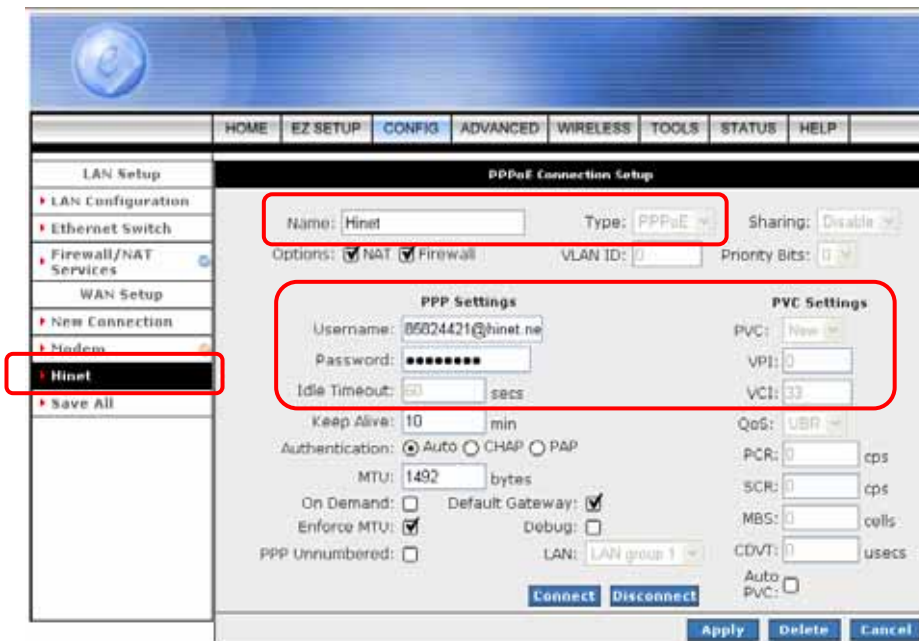 HOME EZ SETUP CONFIG ADVANCED WIRELESS TOOLS STATUS HELP
LAN Setup
LAN Configuration
Ethernet Switch
Firewall/NAT
Services
WAN Setup
New Connection
Modem
Hinet
Save All
PPPoE Connection Setup
Name: Hinet Type: PPPoE Sharing: Disable
Options: NAT Firewall VLAN ID: 0 Priority Bits: 0
PPP Settings PVC Settings
Username: 85824421@hinet.ne PVC: New
Password: ●●●●●●●● VPI: 0
Idle Timeout: 60 secs VCI: 33
Keep Alive: 10 min QoS: UBR
Authentication: Auto CHAP PAP PCR: 0 cps
MTU: 1492 bytes SCR: 0 cps
On Demand: Default Gateway: MBS: 0 cells
Enforce MTU: Debug:
PPP Unnumbered: LAN: LAN group 1 CDVT: 0 usecs
Auto
PVC:
Connect Disconnect
Apply Delete Cancel